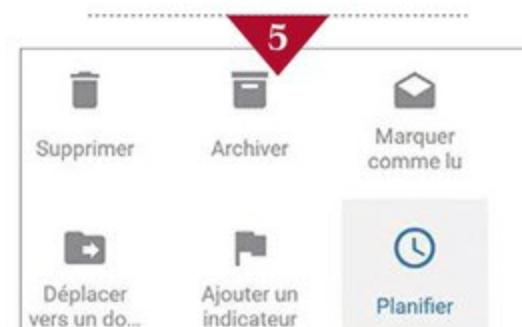 5
Supprimer
Archiver
Marquer
comme lu
Déplacer
vers un do...
Ajouter un
indicateur
Planifier